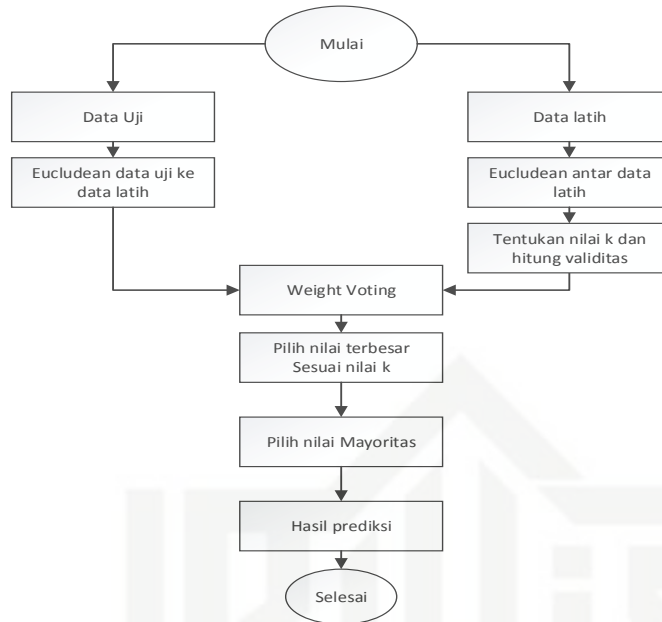 Mulai
Data Uji
Data latih
Eucludean data uji ke
data latih
Eucludean antar data
latih
Tentukan nilai k dan
hitung validitas
Weight Voting
Pilih nilai terbesar
Sesuai nilai k
Pilih nilai Mayoritas
Hasil prediksi
Selesai